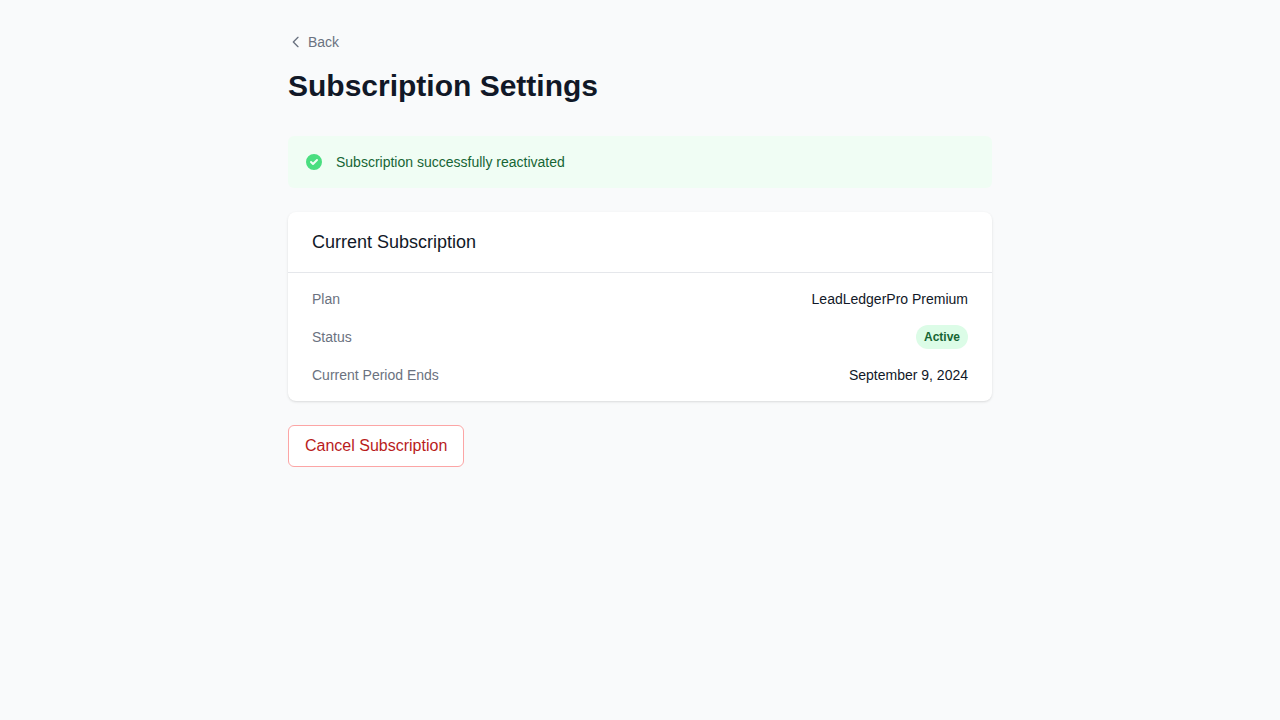 Back
Subscription Settings
Subscription successfully reactivated
Current Subscription
Plan LeadLedgerPro Premium
Status Active
Current Period Ends September 9, 2024
Cancel Subscription